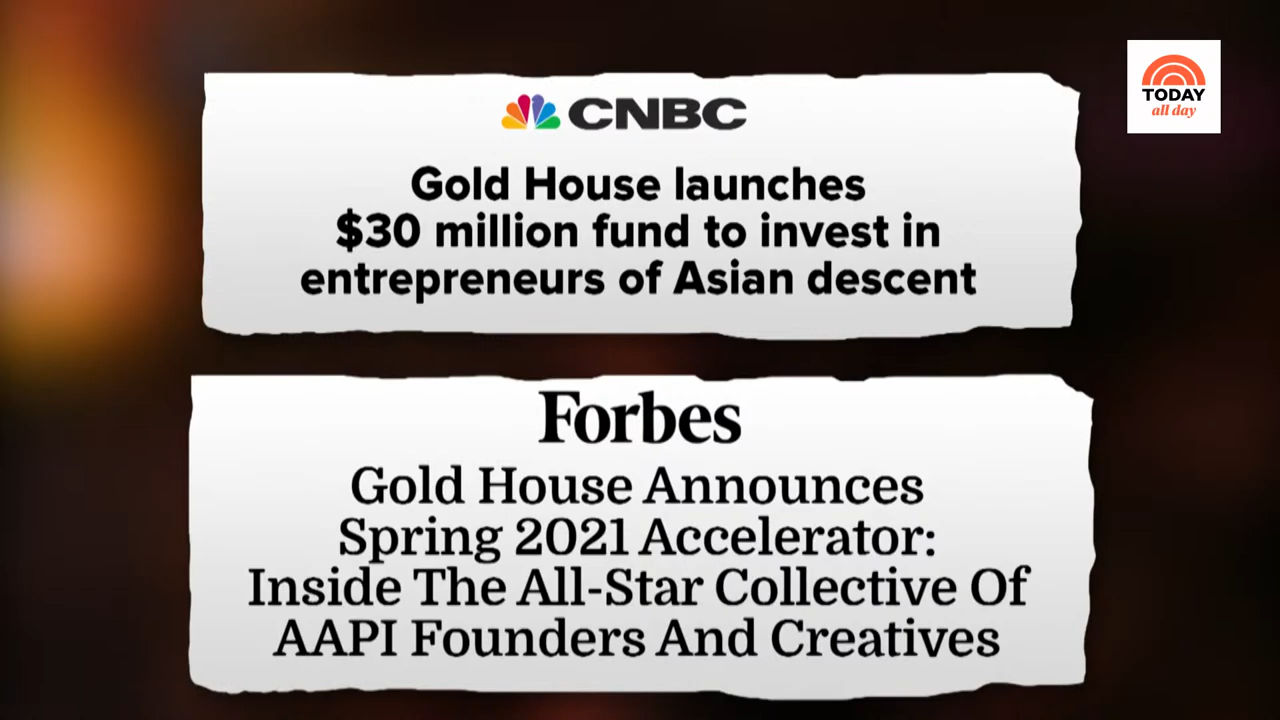 TODAY
all day
CNBC
Gold House launches
$30 million fund to invest in
entrepreneurs of Asian descent
Forbes
Gold House Announces
Spring 2021 Accelerator:
Inside The All-Star Collective Of
AAPI Founders And Creatives